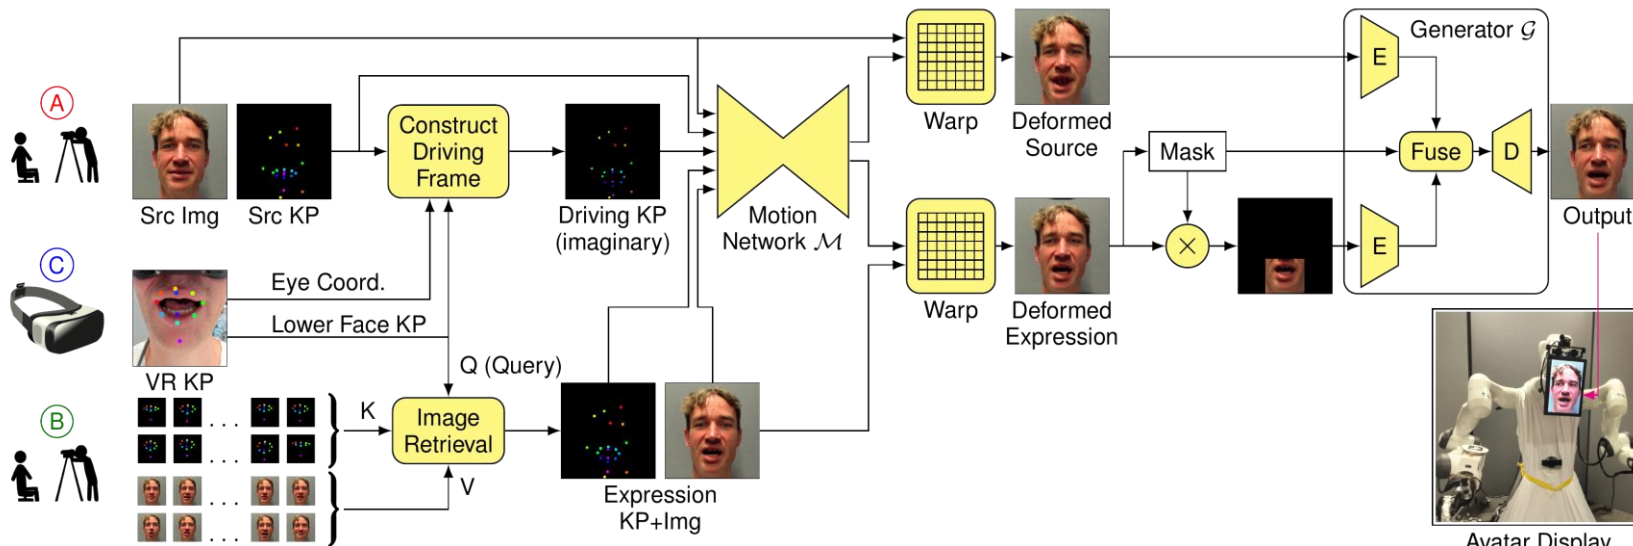 A
Src Img
Src KP
Construct
Driving
Frame
Driving KP
(imaginary)
Motion
Network M
Warp
Deformed
Source
Mask
Generator G
E
Fuse
D
Output
C
VR KP
Eye Coord.
Lower Face KP
Q (Query)
Warp
Deformed
Expression
×
E
B
. . .
. . .
. . .
. . .
K
V
Image
Retrieval
Expression
KP+Img
Avatar Display